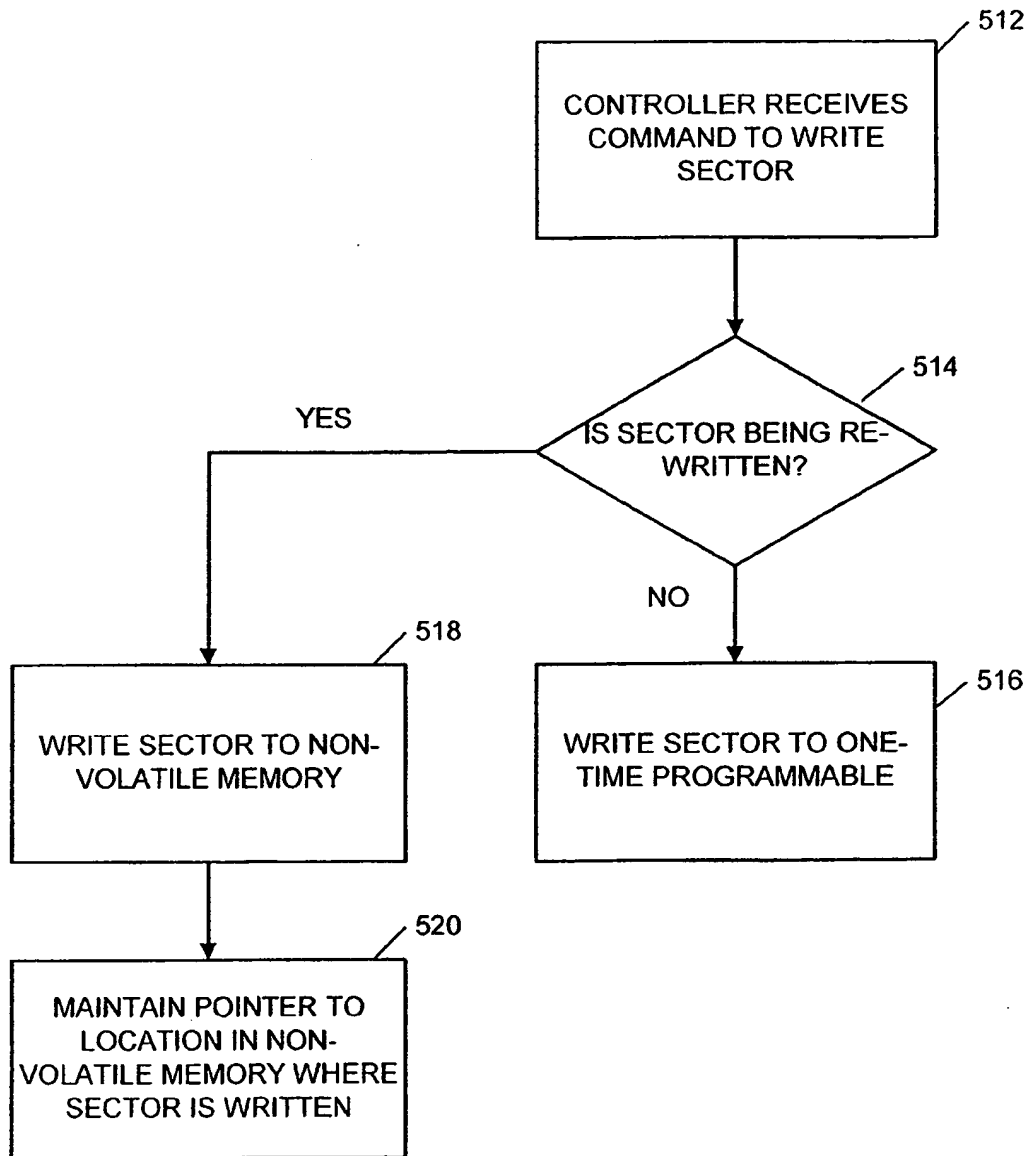 512
CONTROLLER RECEIVES
COMMAND TO WRITE
SECTOR
514
YES
IS SECTOR BEING RE-
WRITTEN?
NO
518
516
WRITE SECTOR TO NON-
VOLATILE MEMORY
WRITE SECTOR TO ONE-
TIME PROGRAMMABLE
520
MAINTAIN POINTER TO
LOCATION IN NON-
VOLATILE MEMORY WHERE
SECTOR IS WRITTEN